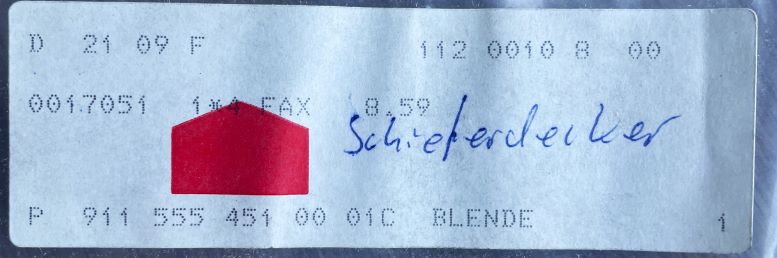 D 21 09 F 112 0010 8 00
0017051 1*4 FAX 8.59
Schieferdecker
P 911 555 451 00 01C BLENDE 1